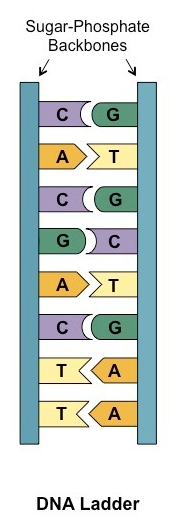 Sugar-Phosphate
Backbones
C G
A T
C G
G C
A T
C G
T A
T A
DNA Ladder